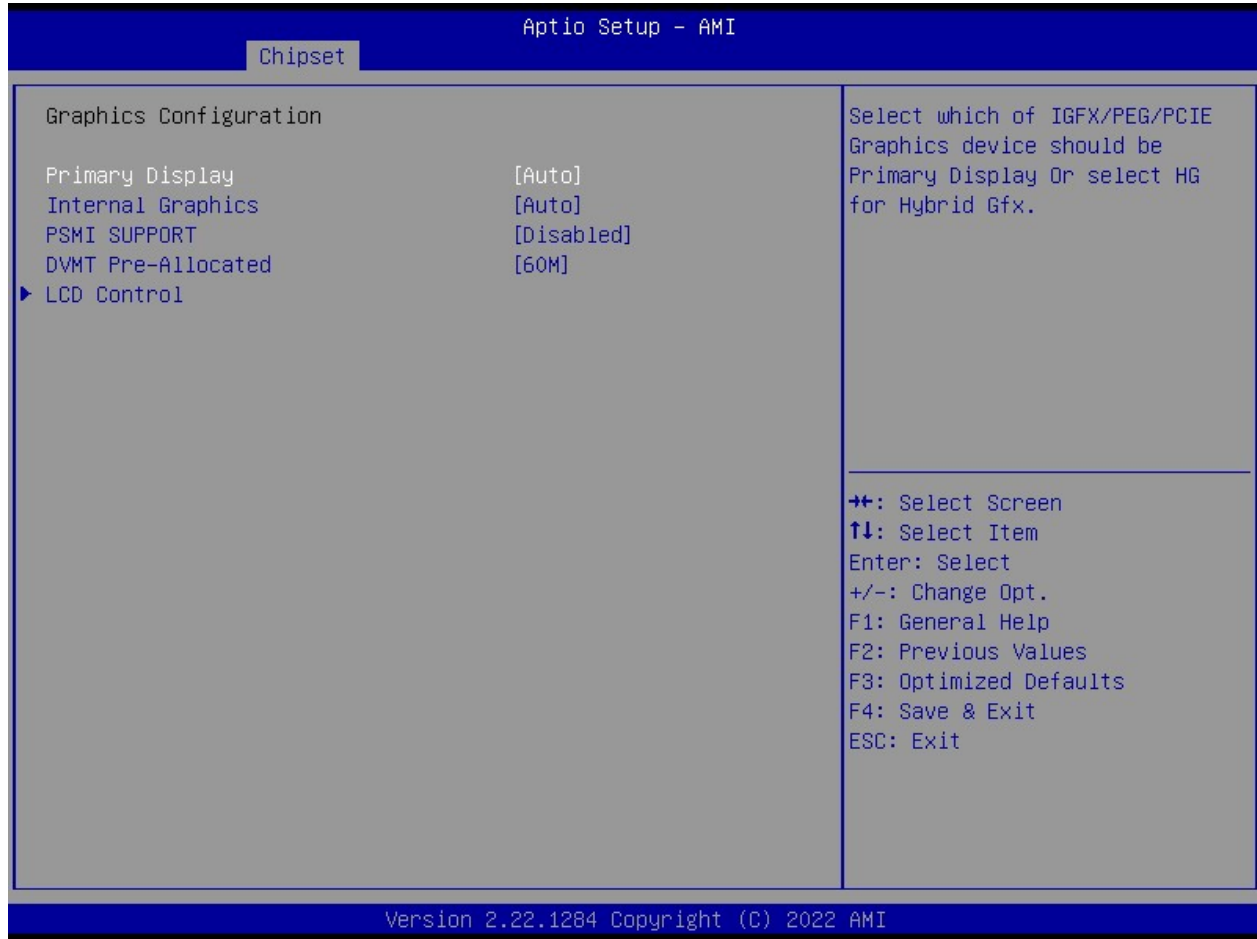 Aptio Setup – AMI
Chipset
Graphics Configuration
Primary Display [Auto]
Internal Graphics [Auto]
PSMI SUPPORT [Disabled]
DVMT Pre-Allocated [60M]
▶ LCD Control
Select which of IGFX/PEG/PCIE
Graphics device should be
Primary Display Or select HG
for Hybrid Gfx.
→←: Select Screen
↑↓: Select Item
Enter: Select
+/-: Change Opt.
F1: General Help
F2: Previous Values
F3: Optimized Defaults
F4: Save & Exit
ESC: Exit
Version 2.22.1284 Copyright (C) 2022 AMI